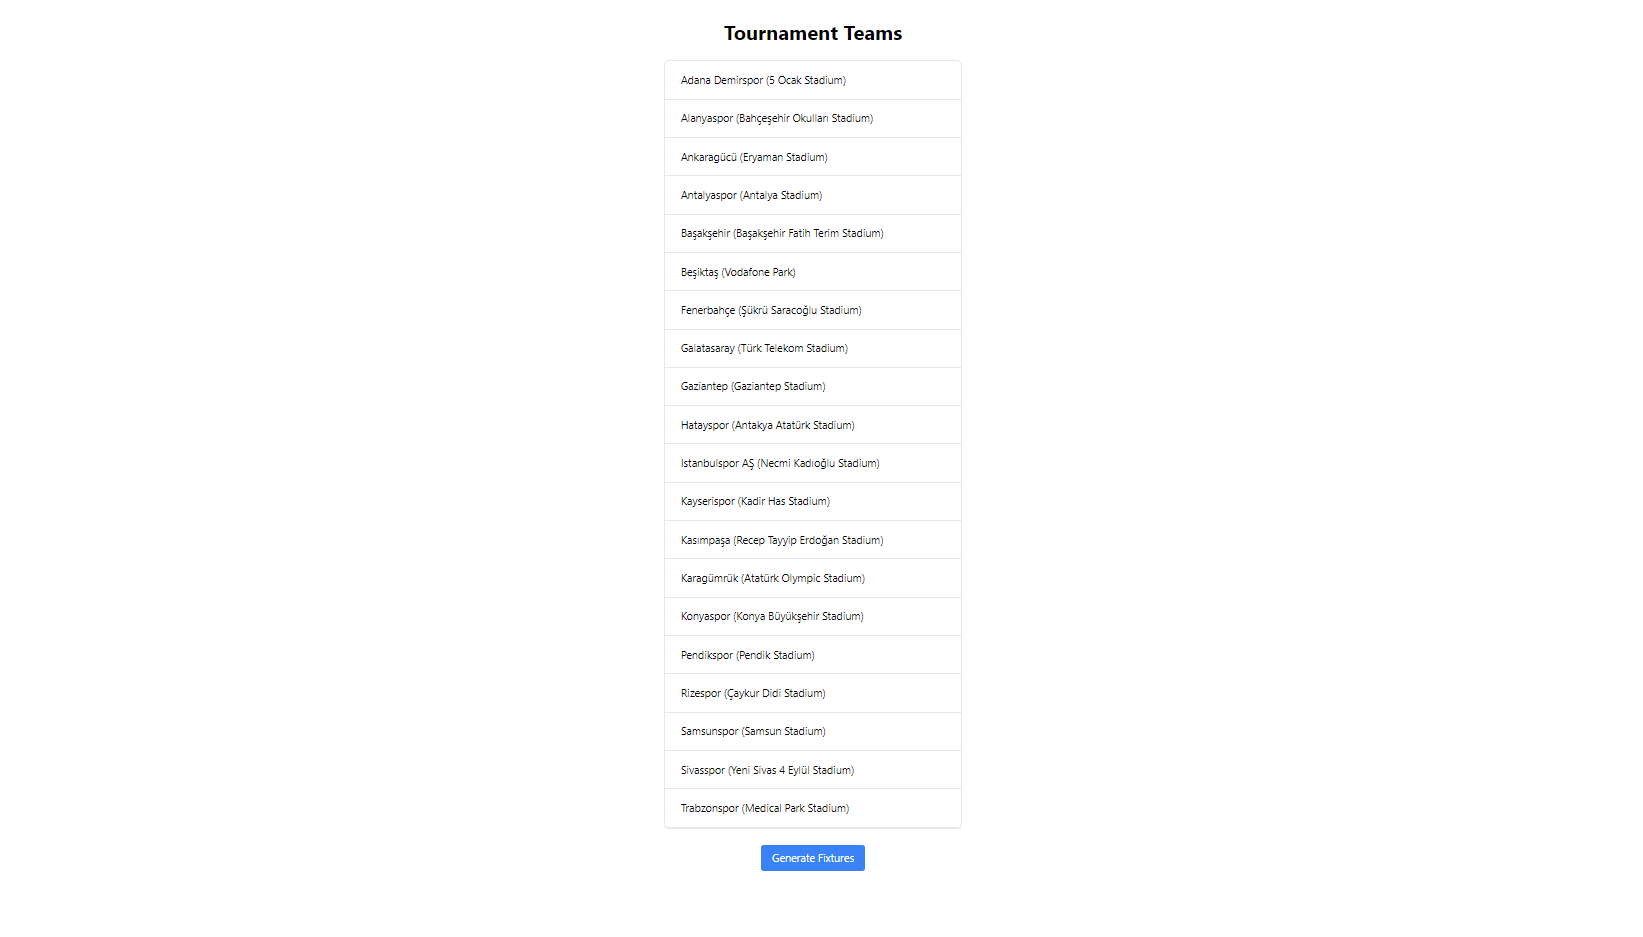 Tournament Teams
Adana Demirspor (5 Ocak Stadium)
Alanyaspor (Bahçeşehir Okulları Stadium)
Ankaragücü (Eryaman Stadium)
Antalyaspor (Antalya Stadium)
Başakşehir (Başakşehir Fatih Terim Stadium)
Beşiktaş (Vodafone Park)
Fenerbahçe (Şükrü Saracoğlu Stadium)
Galatasaray (Türk Telekom Stadium)
Gaziantep (Gaziantep Stadium)
Hatayspor (Antakya Atatürk Stadium)
Istanbulspor AŞ (Necmi Kadıoğlu Stadium)
Kayserispor (Kadir Has Stadium)
Kasımpaşa (Recep Tayyip Erdoğan Stadium)
Karagümrük (Atatürk Olympic Stadium)
Konyaspor (Konya Büyükşehir Stadium)
Pendikspor (Pendik Stadium)
Rizespor (Çaykur Didi Stadium)
Samsunspor (Samsun Stadium)
Sivasspor (Yeni Sivas 4 Eylül Stadium)
Trabzonspor (Medical Park Stadium)
Generate Fixtures